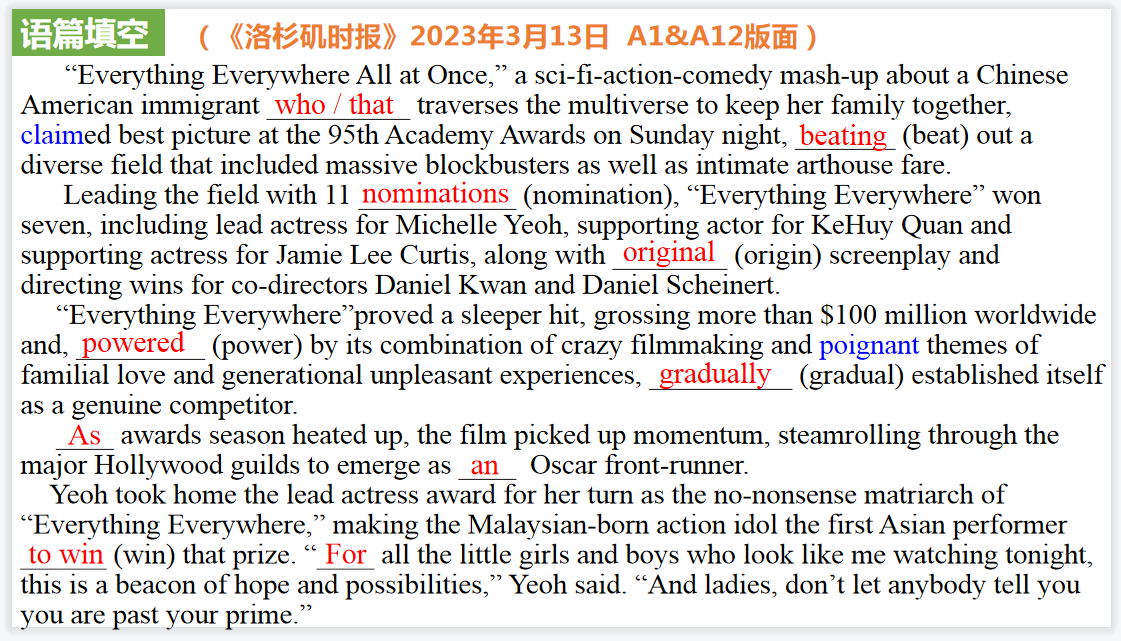 语篇填空 （《洛杉矶时报》2023年3月13日 A1&A12版面）
“Everything Everywhere All at Once,” a sci-fi-action-comedy mash-up about a Chinese
American immigrant who / that traverses the multiverse to keep her family together,
claimed best picture at the 95th Academy Awards on Sunday night, beating (beat) out a
diverse field that included massive blockbusters as well as intimate arthouse fare.
Leading the field with 11 nominations (nomination), “Everything Everywhere” won
seven, including lead actress for Michelle Yeoh, supporting actor for KeHuy Quan and
supporting actress for Jamie Lee Curtis, along with original (origin) screenplay and
directing wins for co-directors Daniel Kwan and Daniel Scheinert.
“Everything Everywhere”proved a sleeper hit, grossing more than $100 million worldwide
and, powered (power) by its combination of crazy filmmaking and poignant themes of
familial love and generational unpleasant experiences, gradually (gradual) established itself
as a genuine competitor.
As awards season heated up, the film picked up momentum, steamrolling through the
major Hollywood guilds to emerge as an Oscar front-runner.
Yeoh took home the lead actress award for her turn as the no-nonsense matriarch of
“Everything Everywhere,” making the Malaysian-born action idol the first Asian performer
to win (win) that prize. “ For all the little girls and boys who look like me watching tonight,
this is a beacon of hope and possibilities,” Yeoh said. “And ladies, don’t let anybody tell you
you are past your prime.”